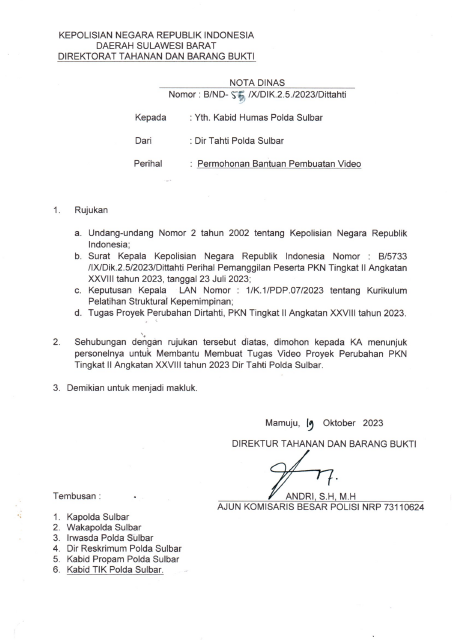 KEPOLISIAN NEGARA REPUBLIK INDONESIA
DAERAH SULAWESI BARAT
DIREKTORAT TAHANAN DAN BARANG BUKTI
NOTA DINAS
Nomor : B/ND- 55 /X/DIK.2.5./2023/Dittahti
Kepada : Yth. Kabid Humas Polda Sulbar
Dari : Dir Tahti Polda Sulbar
Perihal : Permohonan Bantuan Pembuatan Video
1. Rujukan
a. Undang-undang Nomor 2 tahun 2002 tentang Kepolisian Negara Republik
Indonesia;
b. Surat Kepala Kepolisian Negara Republik Indonesia Nomor : B/5733
/IX/Dik.2.5/2023/Dittahti Perihal Pemanggilan Peserta PKN Tingkat II Angkatan
XXVIII tahun 2023, tanggal 23 Juli 2023;
c. Keputusan Kepala LAN Nomor : 1/K.1/PDP.07/2023 tentang Kurikulum
Pelatihan Struktural Kepemimpinan;
d. Tugas Proyek Perubahan Dirtahti, PKN Tingkat II Angkatan XXVIII tahun 2023.
2. Sehubungan dengan rujukan tersebut diatas, dimohon kepada KA menunjuk
personelnya untuk Membantu Membuat Tugas Video Proyek Perubahan PKN
Tingkat II Angkatan XXVIII tahun 2023 Dir Tahti Polda Sulbar.
3. Demikian untuk menjadi makluk.
Mamuju, 19 Oktober 2023
DIREKTUR TAHANAN DAN BARANG BUKTI
ANDRI, S.H, M.H
AJUN KOMISARIS BESAR POLISI NRP 73110624
Tembusan :
1. Kapolda Sulbar
2. Wakapolda Sulbar
3. Irwasda Polda Sulbar
4. Dir Reskrimum Polda Sulbar
5. Kabid Propam Polda Sulbar
6. Kabid TIK Polda Sulbar.